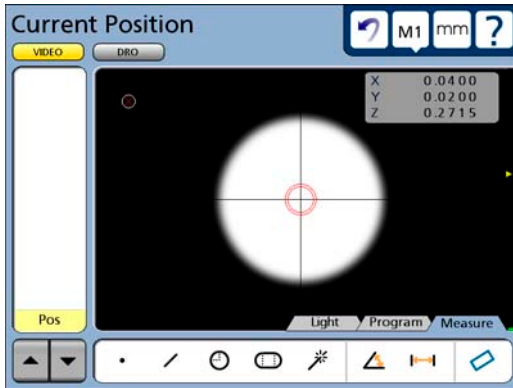 Current Position
M1 mm ?
VIDEO DRO
X 0.0400
Y 0.0200
Z 0.2715
Pos
Light Program Measure